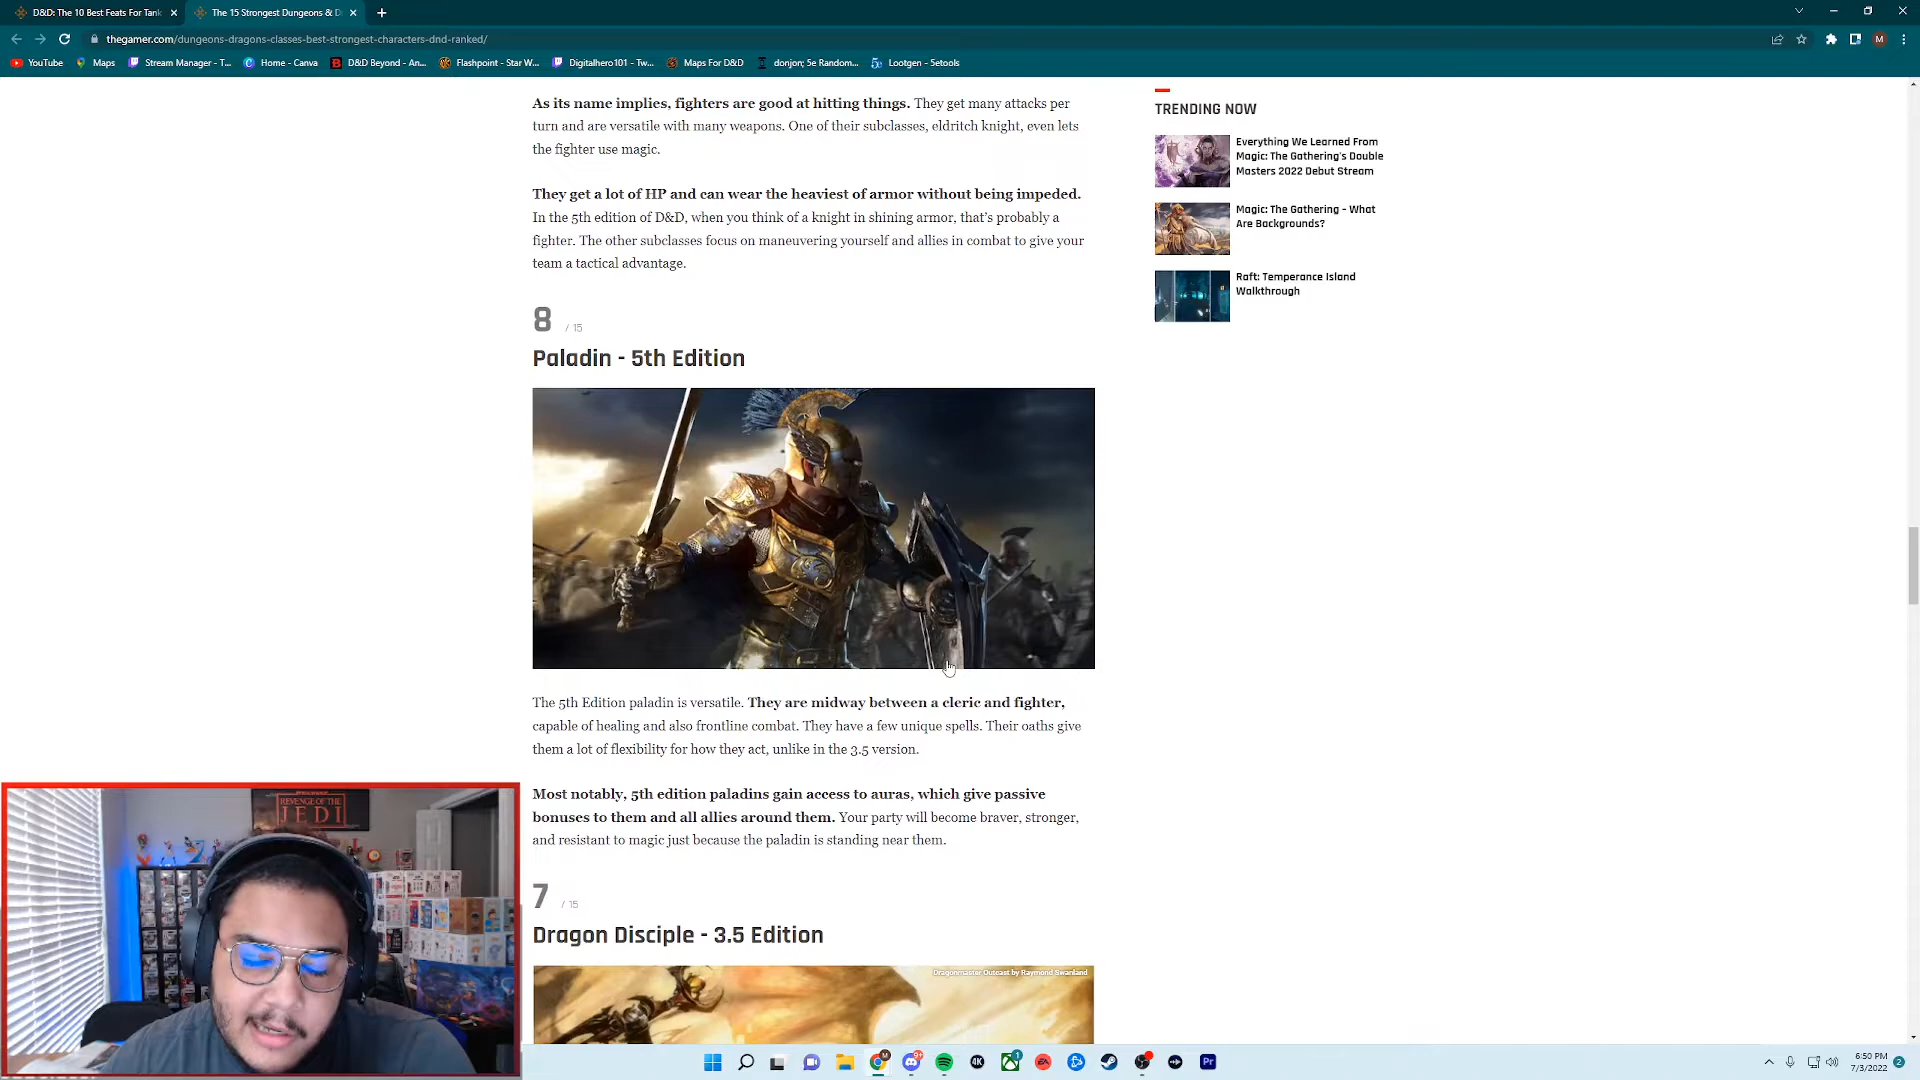 D&D: The 10 Best Feats For Tank
The 15 Strongest Dungeons & D
thegamer.com/dungeons-dragons-classes-best-strongest-characters-dnd-ranked/
M
YouTube
Maps
Stream Manager - T...
Home - Canva
D&D Beyond - An...
Flashpoint - Star W...
Digitalhero101 - Tw...
Maps For D&D
donjon; 5e Random...
Lootgen - 5etools
As its name implies, fighters are good at hitting things. They get many attacks per
turn and are versatile with many weapons. One of their subclasses, eldritch knight, even lets
the fighter use magic.
They get a lot of HP and can wear the heaviest of armor without being impeded.
In the 5th edition of D&D, when you think of a knight in shining armor, that's probably a
fighter. The other subclasses focus on maneuvering yourself and allies in combat to give your
team a tactical advantage.
8 / 15
Paladin - 5th Edition
The 5th Edition paladin is versatile. They are midway between a cleric and fighter,
capable of healing and also frontline combat. They have a few unique spells. Their oaths give
them a lot of flexibility for how they act, unlike in the 3.5 version.
Most notably, 5th edition paladins gain access to auras, which give passive
bonuses to them and all allies around them. Your party will become braver, stronger,
and resistant to magic just because the paladin is standing near them.
7 / 15
Dragon Disciple - 3.5 Edition
Dragonmaster Outcast by Raymond Swanland
TRENDING NOW
Everything We Learned From
Magic: The Gathering's Double
Masters 2022 Debut Stream
Magic: The Gathering – What
Are Backgrounds?
Raft: Temperance Island
Walkthrough
REVENGE OF THE
JEDI
M
9+
4K
1
EA
Pr
6:50 PM
7/3/2022
2